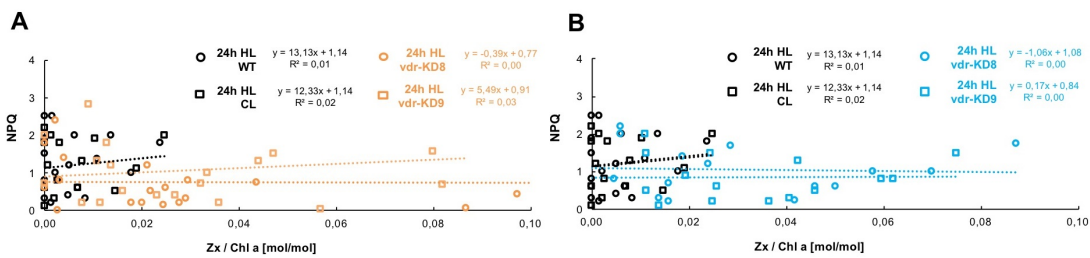 A
24h HL
WT
y = 13,13x + 1,14
R² = 0,01
24h HL
vdr-KD8
y = -0,39x + 0,77
R² = 0,00
24h HL
CL
y = 12,33x + 1,14
R² = 0,02
24h HL
vdr-KD9
y = 5,49x + 0,91
R² = 0,03
NPQ
4
3
2
1
0
0,00
0,02
0,04
0,06
0,08
0,10
Zx / Chl a [mol/mol]
B
24h HL
WT
y = 13,13x + 1,14
R² = 0,01
24h HL
vdr-KD8
y = -1,06x + 1,08
R² = 0,00
24h HL
CL
y = 12,33x + 1,14
R² = 0,02
24h HL
vdr-KD9
y = 0,17x + 0,84
R² = 0,00
NPQ
4
3
2
1
0
0,00
0,02
0,04
0,06
0,08
0,10
Zx / Chl a [mol/mol]